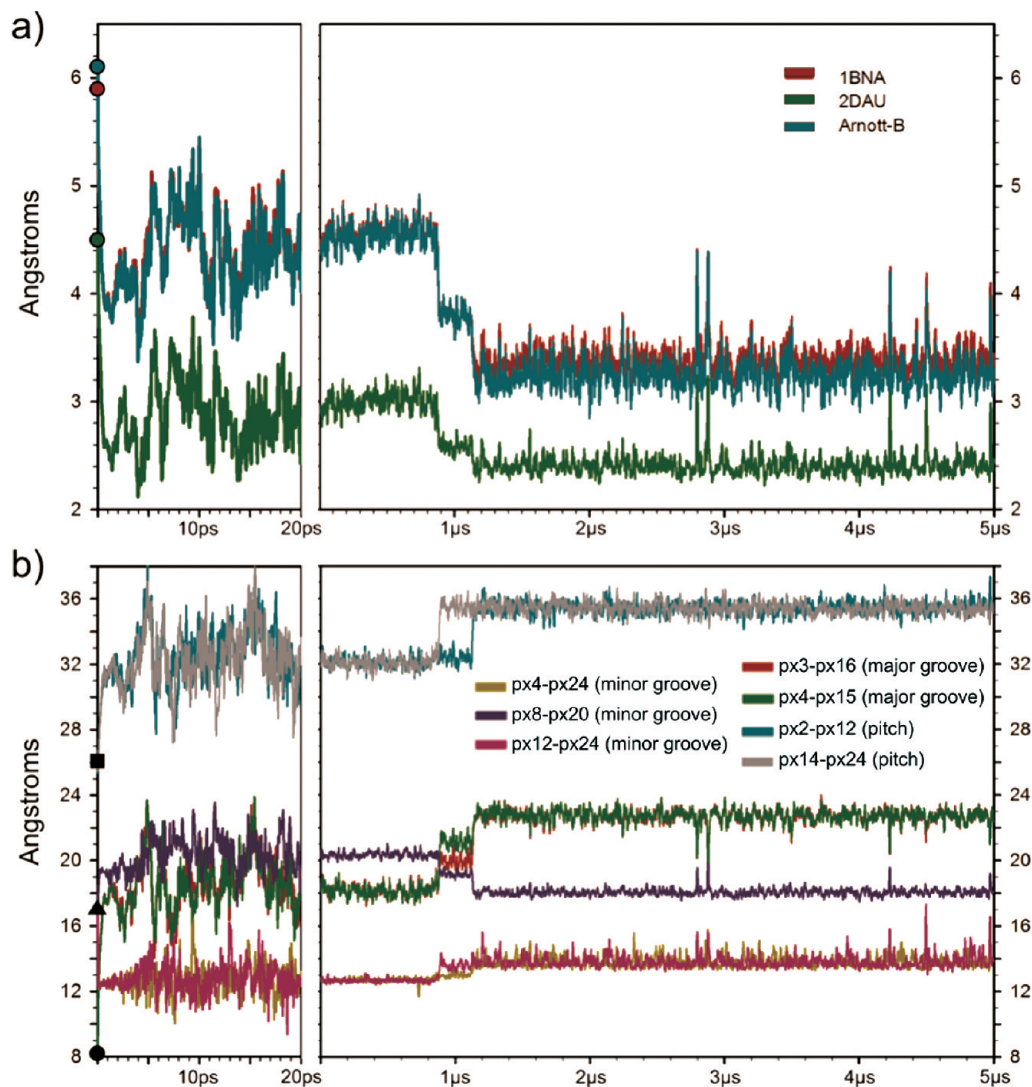 a)
6
5
4
3
2
Angstroms
10ps
20ps
1BNA
2DAU
Arnott-B
6
5
4
3
2
1µs
2µs
3µs
4µs
5µs
b)
36
32
28
24
20
16
12
8
Angstroms
10ps
20ps
px4-px24 (minor groove)
px8-px20 (minor groove)
px12-px24 (minor groove)
px3-px16 (major groove)
px4-px15 (major groove)
px2-px12 (pitch)
px14-px24 (pitch)
36
32
28
24
20
16
12
8
1µs
2µs
3µs
4µs
5µs